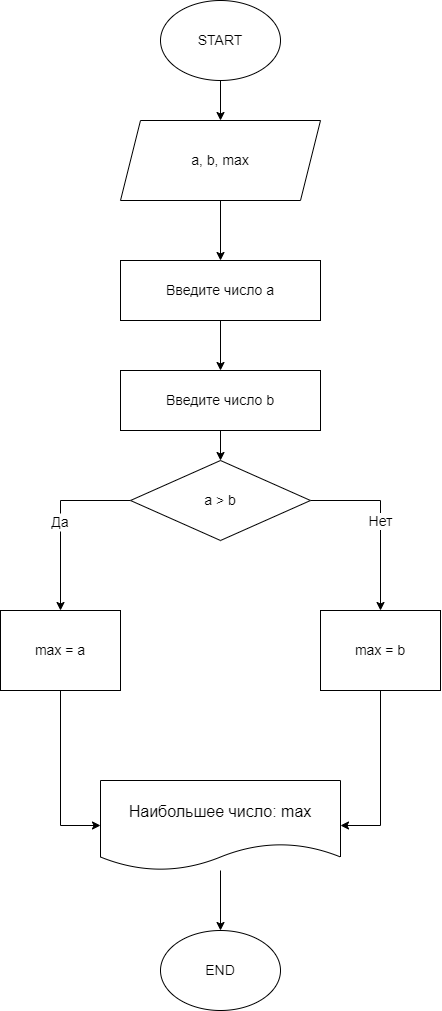 START
a, b, max
Введите число a
Введите число b
a > b
Да
Нет
max = a
max = b
Наибольшее число: max
END